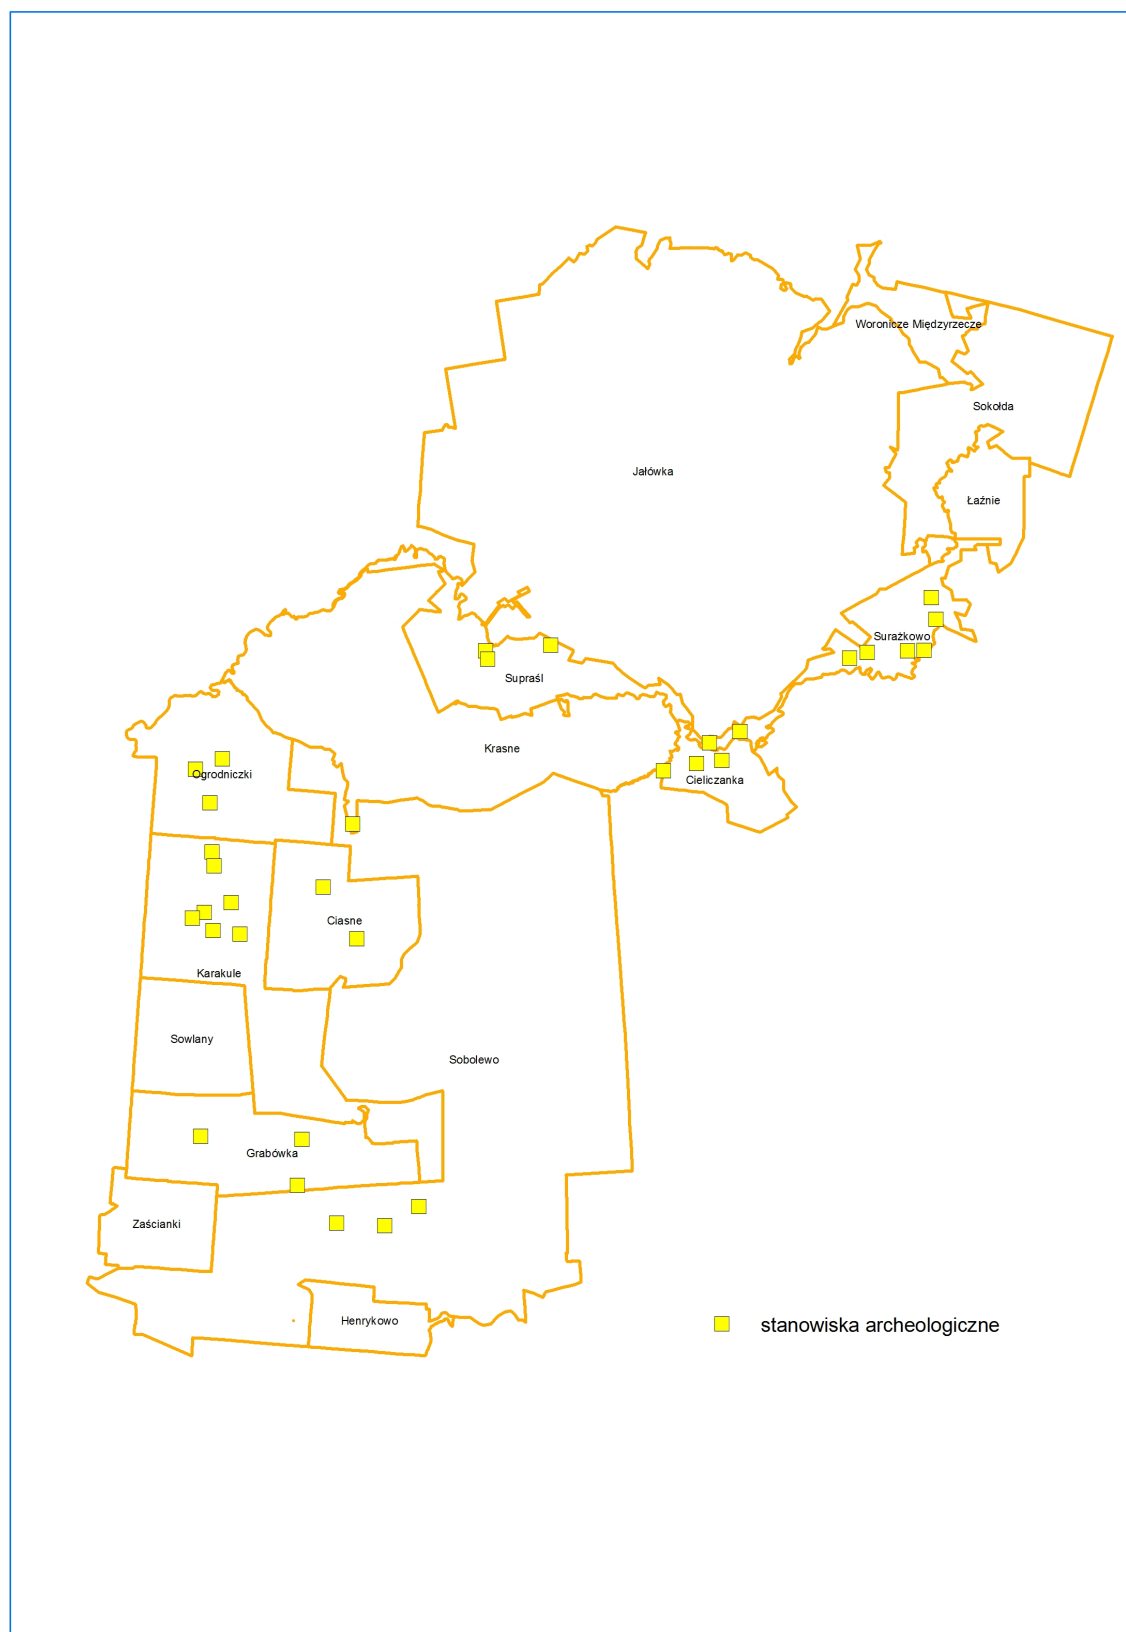 Woronicze Międzyrzecze
Sokołda
Jałówka
Łaźnie
Surażkowo
Supraśl
Krasne
Ogrodniczki
Cieliczanka
Ciasne
Karakule
Sowlany
Sobolewo
Grabówka
Zaścianki
Henrykowo
stanowiska archeologiczne